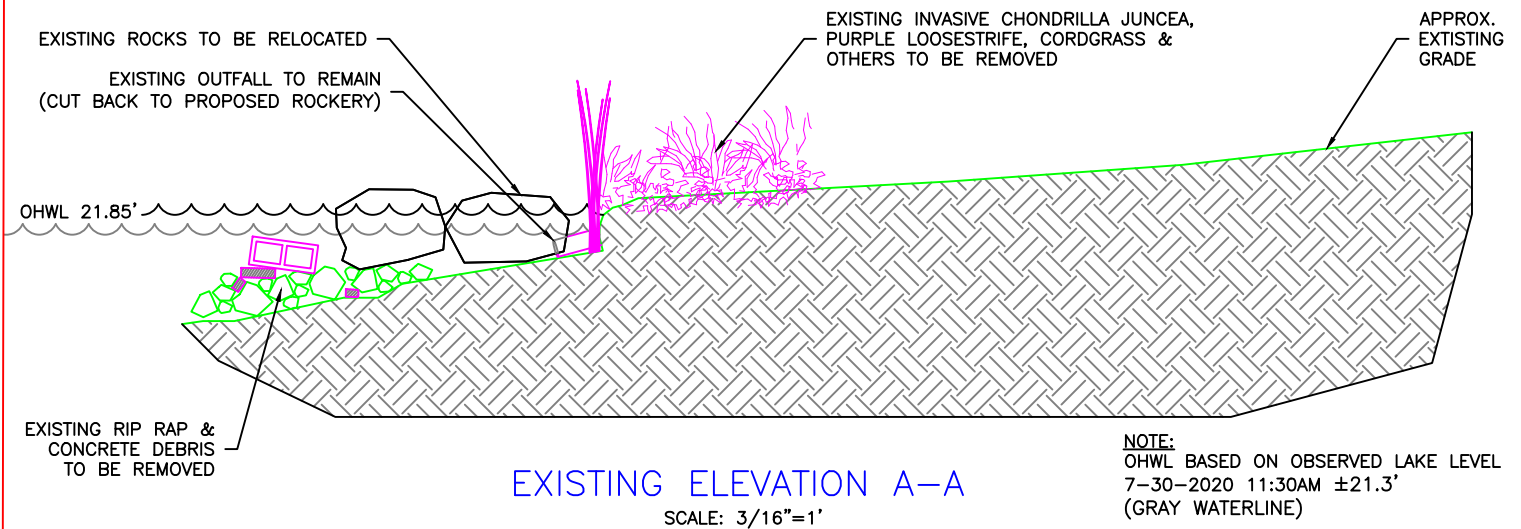 EXISTING ROCKS TO BE RELOCATED
EXISTING OUTFALL TO REMAIN
(CUT BACK TO PROPOSED ROCKERY)
EXISTING INVASIVE CHONDRILLA JUNCEA,
PURPLE LOOSESTRIFE, CORDGRASS &
OTHERS TO BE REMOVED
APPROX.
EXTISTING
GRADE
OHWL 21.85'
EXISTING RIP RAP &
CONCRETE DEBRIS
TO BE REMOVED
EXISTING ELEVATION A-A
SCALE: 3/16"=1'
NOTE:
OHWL BASED ON OBSERVED LAKE LEVEL
7-30-2020 11:30AM ±21.3'
(GRAY WATERLINE)